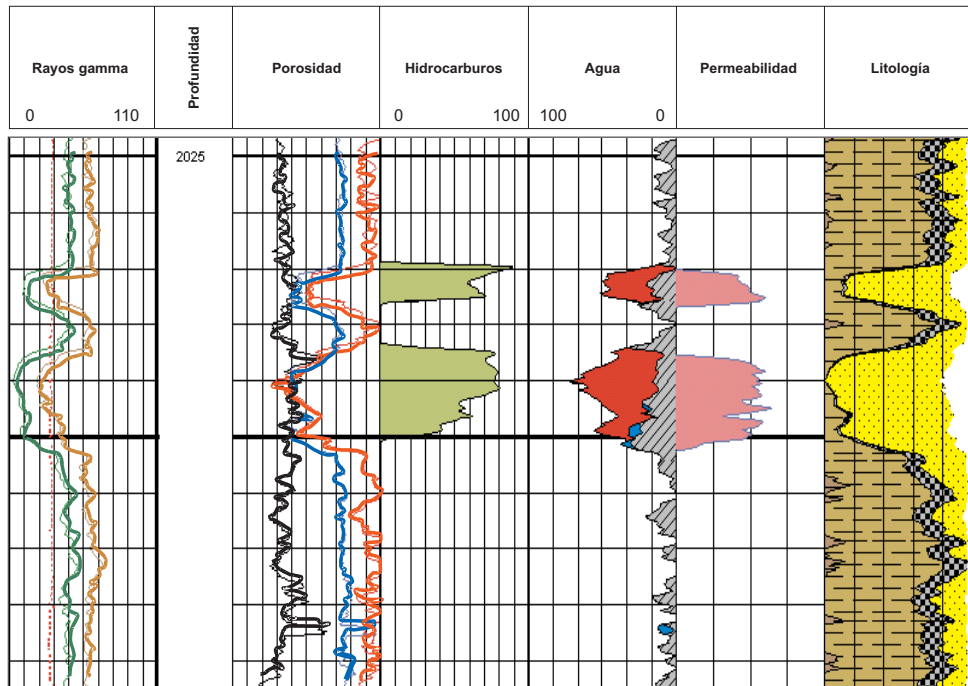 Rayos gamma
0 110
Profundidad
Porosidad
Hidrocarburos
0 100
Agua
100 0
Permeabilidad
Litología
2025